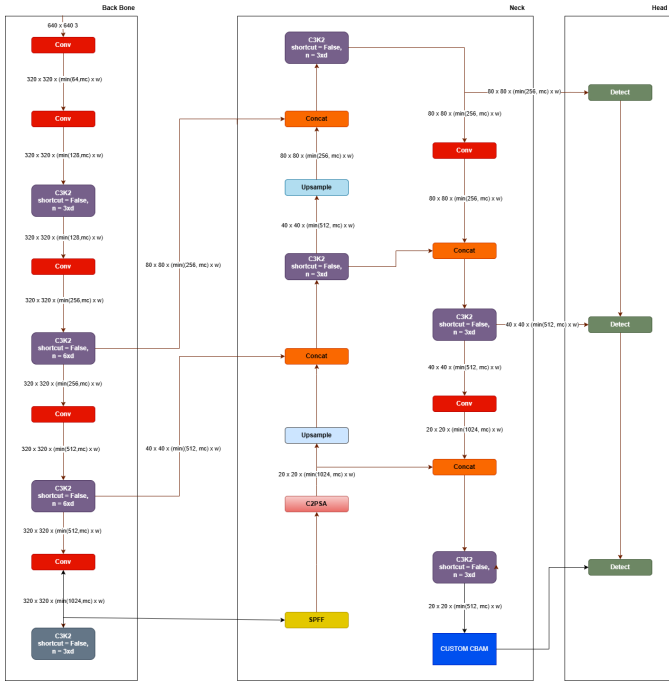 Back Bone
640 x 640 3
Conv
320 x 320 x (min(64,mc) x w)
Conv
320 x 320 x (min(128,mc) x w)
C3K2
shortcut = False,
n = 3xd
320 x 320 x (min(128,mc) x w)
Conv
320 x 320 x (min(256,mc) x w)
C3K2
shortcut = False,
n = 6xd
320 x 320 x (min(256,mc) x w)
Conv
320 x 320 x (min(512,mc) x w)
C3K2
shortcut = False,
n = 6xd
320 x 320 x (min(512,mc) x w)
Conv
320 x 320 x (min(1024,mc) x w)
C3K2
shortcut = False,
n = 3xd
Neck
C3K2
shortcut = False,
n = 3xd
Concat
80 x 80 x (min(256, mc) x w)
Upsample
40 x 40 x (min(512, mc) x w)
C3K2
shortcut = False,
n = 3xd
80 x 80 x (min((256, mc) x w)
Concat
Upsample
40 x 40 x (min((512, mc) x w)
20 x 20 x (min(1024, mc) x w)
C2PSA
SPFF
80 x 80 x (min(256, mc) x w)
80 x 80 x (min(256, mc) x w)
Conv
80 x 80 x (min(256, mc) x w)
Concat
C3K2
shortcut = False,
n = 3xd
40 x 40 x (min(512, mc) x w)
40 x 40 x (min(512, mc) x w)
Conv
20 x 20 x (min(1024, mc) x w)
Concat
C3K2
shortcut = False,
n = 3xd
20 x 20 x (min(512, mc) x w)
CUSTOM CBAM
Head
Detect
Detect
Detect